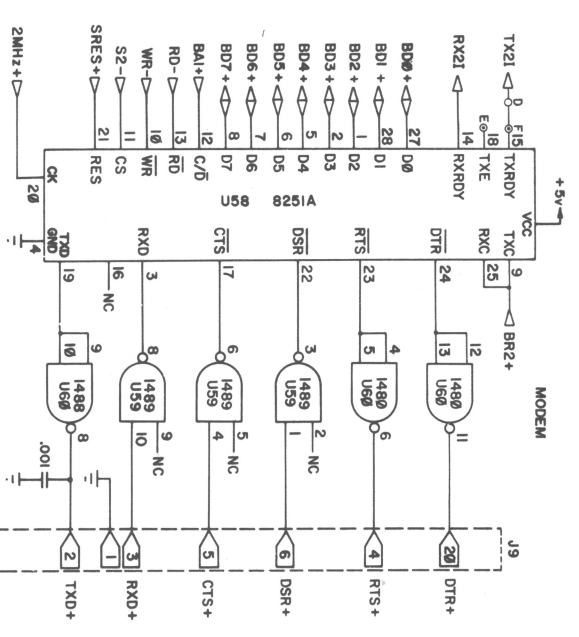 +5v
2MHz+
SRES+
S2-
WR-
RD-
BA1+
BD7+
BD6+
BD5+
BD4+
BD3+
BD2+
BD1+
BD0+
RX2I
TX2I
D
E
F
21
11
10
13
12
8
7
6
5
2
1
28
27
14
18
15
CK
RES
CS
WR
RD
C/D
D7
D6
D5
D4
D3
D2
D1
D0
RXRDY
TXE
TXRDY
VCC
20
U58 8251A
GND
TXD
RXD
CTS
DSR
RTS
DTR
RXC
TXC
4
19
16
NC
3
17
22
23
24
25
9
BR2+
MODEM
10
9
1488
U60
8
.001
8
1489
U59
10
9
NC
6
1489
U59
4
5
NC
3
1489
U59
1
2
NC
5
4
1480
U60
6
13
12
1480
U60
11
J9
2
1
3
5
6
4
20
TXD+
RXD+
CTS+
DSR+
RTS+
DTR+